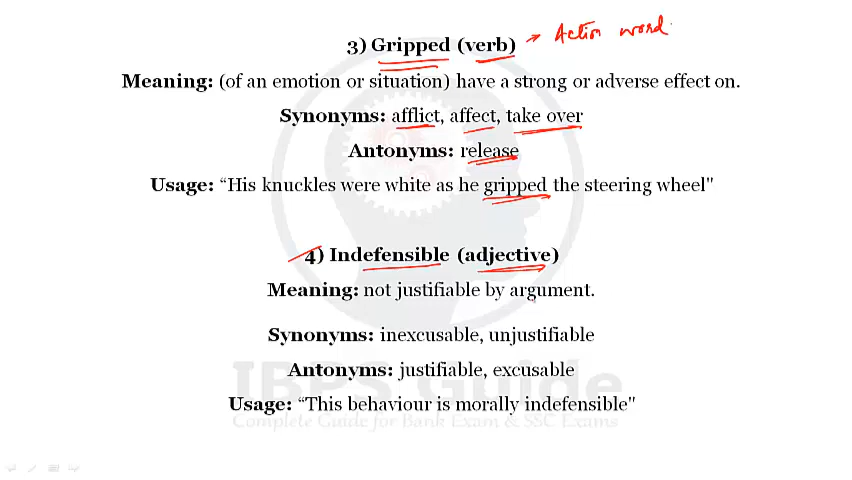 3) Gripped (verb) → Action word
Meaning: (of an emotion or situation) have a strong or adverse effect on.
Synonyms: afflict, affect, take over
Antonyms: release
Usage: “His knuckles were white as he gripped the steering wheel"
4) Indefensible (adjective)
Meaning: not justifiable by argument.
Synonyms: inexcusable, unjustifiable
Antonyms: justifiable, excusable
IBPS Guide
Usage: “This behaviour is morally indefensible"
Complete Guide for Bank Exam & SSC Exams